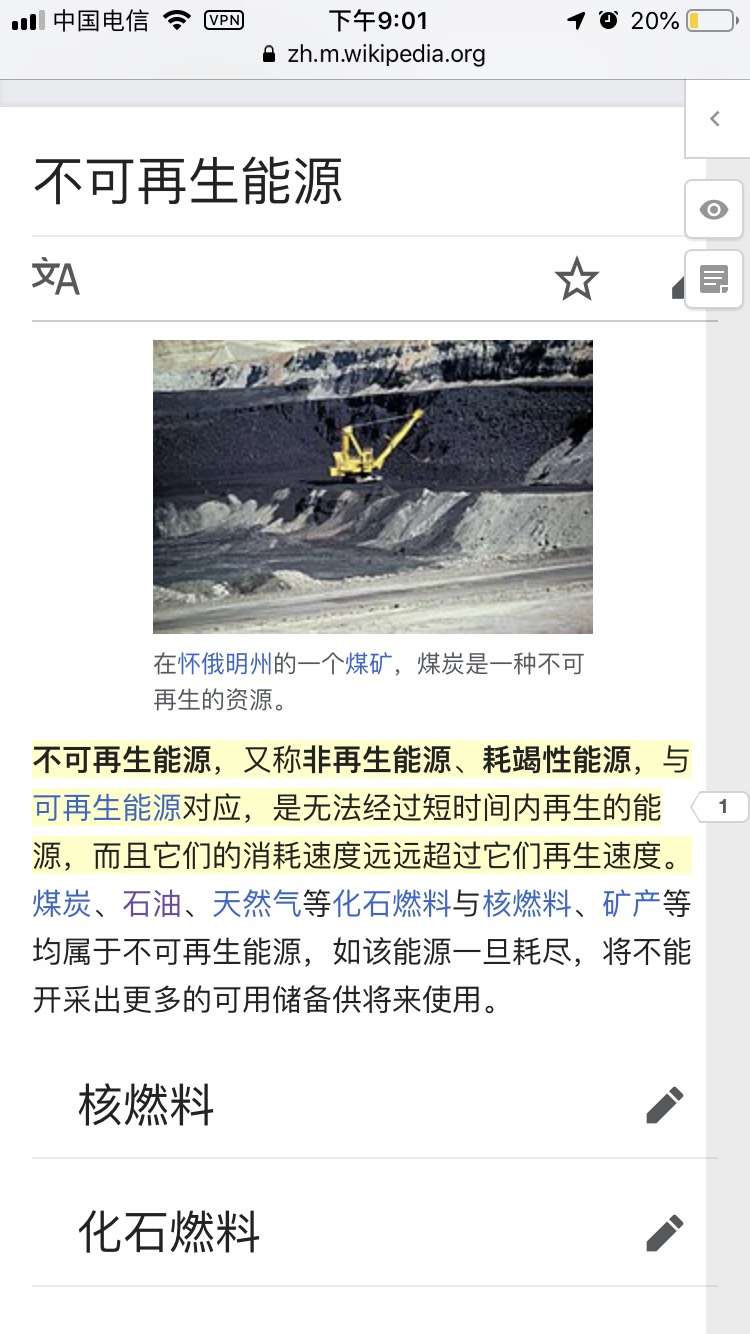 中国电信 VPN 下午9:01 20%
zh.m.wikipedia.org
不可再生能源
文A
在怀俄明州的一个煤矿，煤炭是一种不可
再生的资源。
不可再生能源，又称非再生能源、耗竭性能源，与
可再生能源对应，是无法经过短时间内再生的能
1
源，而且它们的消耗速度远远超过它们再生速度。
煤炭、石油、天然气等化石燃料与核燃料、矿产等
均属于不可再生能源，如该能源一旦耗尽，将不能
开采出更多的可用储备供将来使用。
核燃料
化石燃料